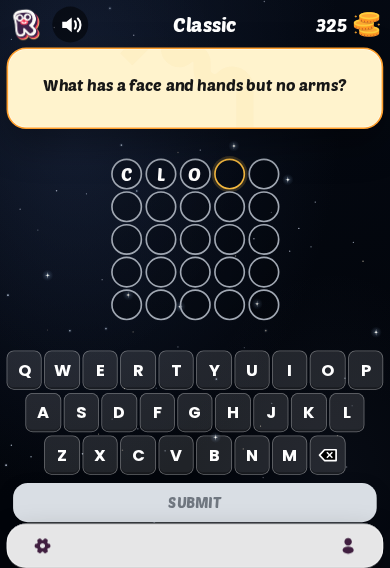 Classic
325
What has a face and hands but no arms?
C L O
Q W E R T Y U I O P
A S D F G H J K L
Z X C V B N M
SUBMIT